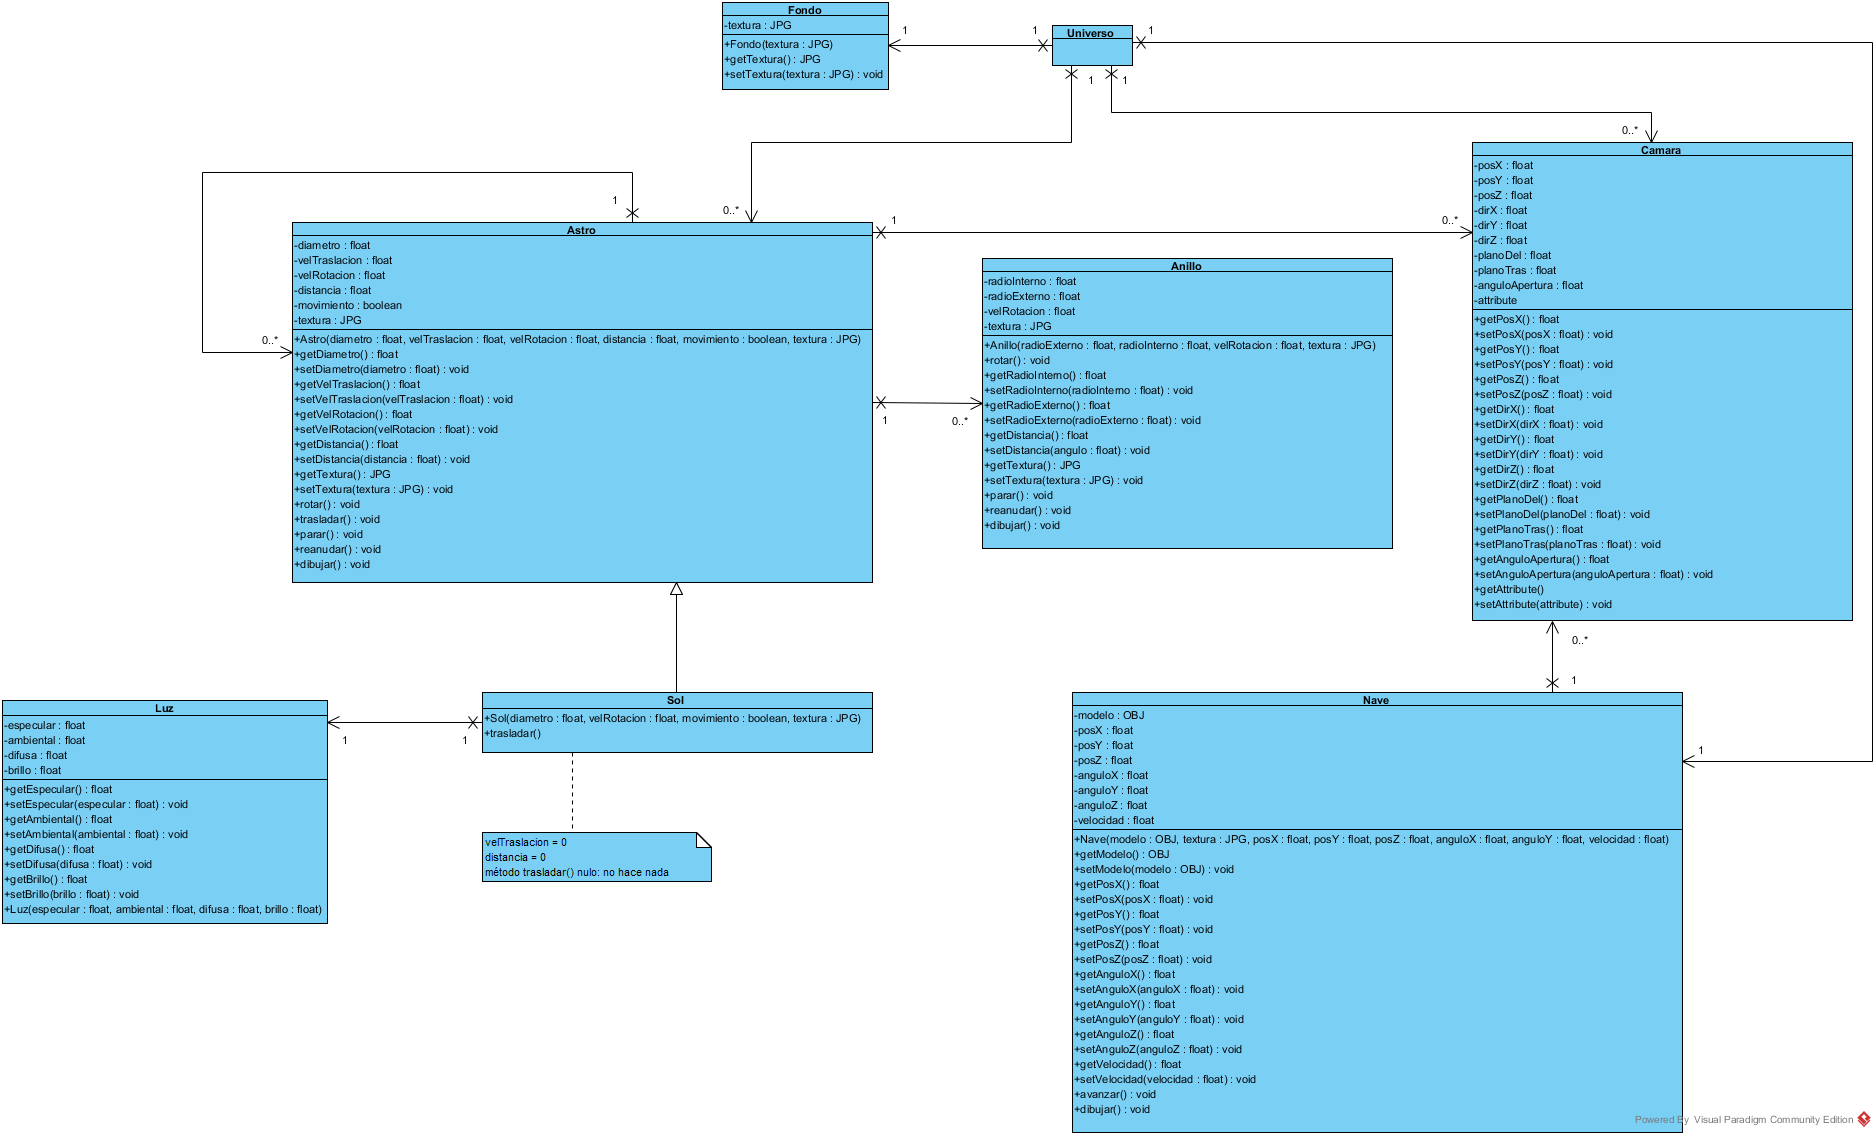 Fondo
-textura : JPG
+Fondo(textura : JPG)
+getTextura() : JPG
+setTextura(textura : JPG) : void
1
1
Universo
1
1
1
0..*
0..*
1
0..*
Astro
-diametro : float
-velTraslacion : float
-velRotacion : float
-distancia : float
-movimiento : boolean
-textura : JPG
+Astro(diametro : float, velTraslacion : float, velRotacion : float, distancia : float, movimiento : boolean, textura : JPG)
+getDiametro() : float
+setDiametro(diametro : float) : void
+getVelTraslacion() : float
+setVelTraslacion(velTraslacion : float) : void
+getVelRotacion() : float
+setVelRotacion(velRotacion : float) : void
+getDistancia() : float
+setDistancia(distancia : float) : void
+getTextura() : JPG
+setTextura(textura : JPG) : void
+rotar() : void
+trasladar() : void
+parar() : void
+reanudar() : void
+dibujar() : void
1
0..*
1
0..*
Anillo
-radioInterno : float
-radioExterno : float
-velRotacion : float
-textura : JPG
+Anillo(radioExterno : float, radioInterno : float, velRotacion : float, textura : JPG)
+rotar() : void
+getRadioInterno() : float
+setRadioInterno(radioInterno : float) : void
+getRadioExterno() : float
+setRadioExterno(radioExterno : float) : void
+getDistancia() : float
+setDistancia(angulo : float) : void
+getTextura() : JPG
+setTextura(textura : JPG) : void
+parar() : void
+reanudar() : void
+dibujar() : void
Camara
-posX : float
-posY : float
-posZ : float
-dirX : float
-dirY : float
-dirZ : float
-planoDel : float
-planoTras : float
-anguloApertura : float
-attribute
+getPosX() : float
+setPosX(posX : float) : void
+getPosY() : float
+setPosY(posY : float) : void
+getPosZ() : float
+setPosZ(posZ : float) : void
+getDirX() : float
+setDirX(dirX : float) : void
+getDirY() : float
+setDirY(dirY : float) : void
+getDirZ() : float
+setDirZ(dirZ : float) : void
+getPlanoDel() : float
+setPlanoDel(planoDel : float) : void
+getPlanoTras() : float
+setPlanoTras(planoTras : float) : void
+getAnguloApertura() : float
+setAnguloApertura(anguloApertura : float) : void
+getAttribute()
+setAttribute(attribute) : void
0..*
1
Luz
-especular : float
-ambiental : float
-difusa : float
-brillo : float
+getEspecular() : float
+setEspecular(especular : float) : void
+getAmbiental() : float
+setAmbiental(ambiental : float) : void
+getDifusa() : float
+setDifusa(difusa : float) : void
+getBrillo() : float
+setBrillo(brillo : float) : void
+Luz(especular : float, ambiental : float, difusa : float, brillo : float)
1
1
Sol
+Sol(diametro : float, velRotacion : float, movimiento : boolean, textura : JPG)
+trasladar()
velTraslacion = 0
distancia = 0
método trasladar() nulo: no hace nada
Nave
-modelo : OBJ
-posX : float
-posY : float
-posZ : float
-anguloX : float
-anguloY : float
-anguloZ : float
-velocidad : float
+Nave(modelo : OBJ, textura : JPG, posX : float, posY : float, posZ : float, anguloX : float, anguloY : float, velocidad : float)
+getModelo() : OBJ
+setModelo(modelo : OBJ) : void
+getPosX() : float
+setPosX(posX : float) : void
+getPosY() : float
+setPosY(posY : float) : void
+getPosZ() : float
+setPosZ(posZ : float) : void
+getAnguloX() : float
+setAnguloX(anguloX : float) : void
+getAnguloY() : float
+setAnguloY(anguloY : float) : void
+getAnguloZ() : float
+setAnguloZ(anguloZ : float) : void
+getVelocidad() : float
+setVelocidad(velocidad : float) : void
+avanzar() : void
+dibujar() : void
1
Powered By Visual Paradigm Community Edition